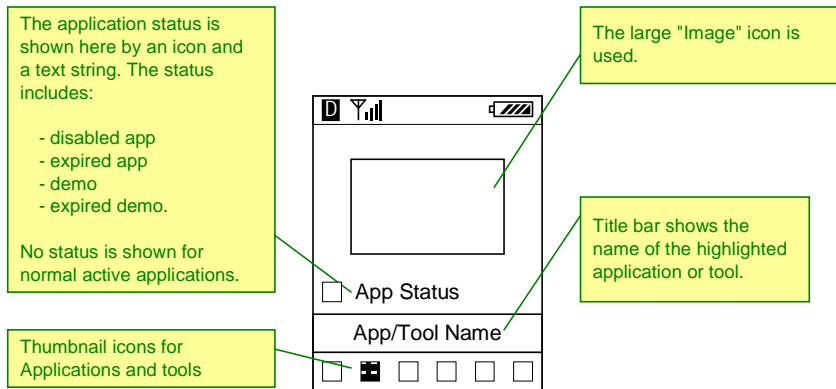 The application status is
shown here by an icon and
a text string. The status
includes:
- disabled app
- expired app
- demo
- expired demo.
No status is shown for
normal active applications.
The large "Image" icon is
used.
D
Title bar shows the
name of the highlighted
application or tool.
App Status
App/Tool Name
Thumbnail icons for
Applications and tools